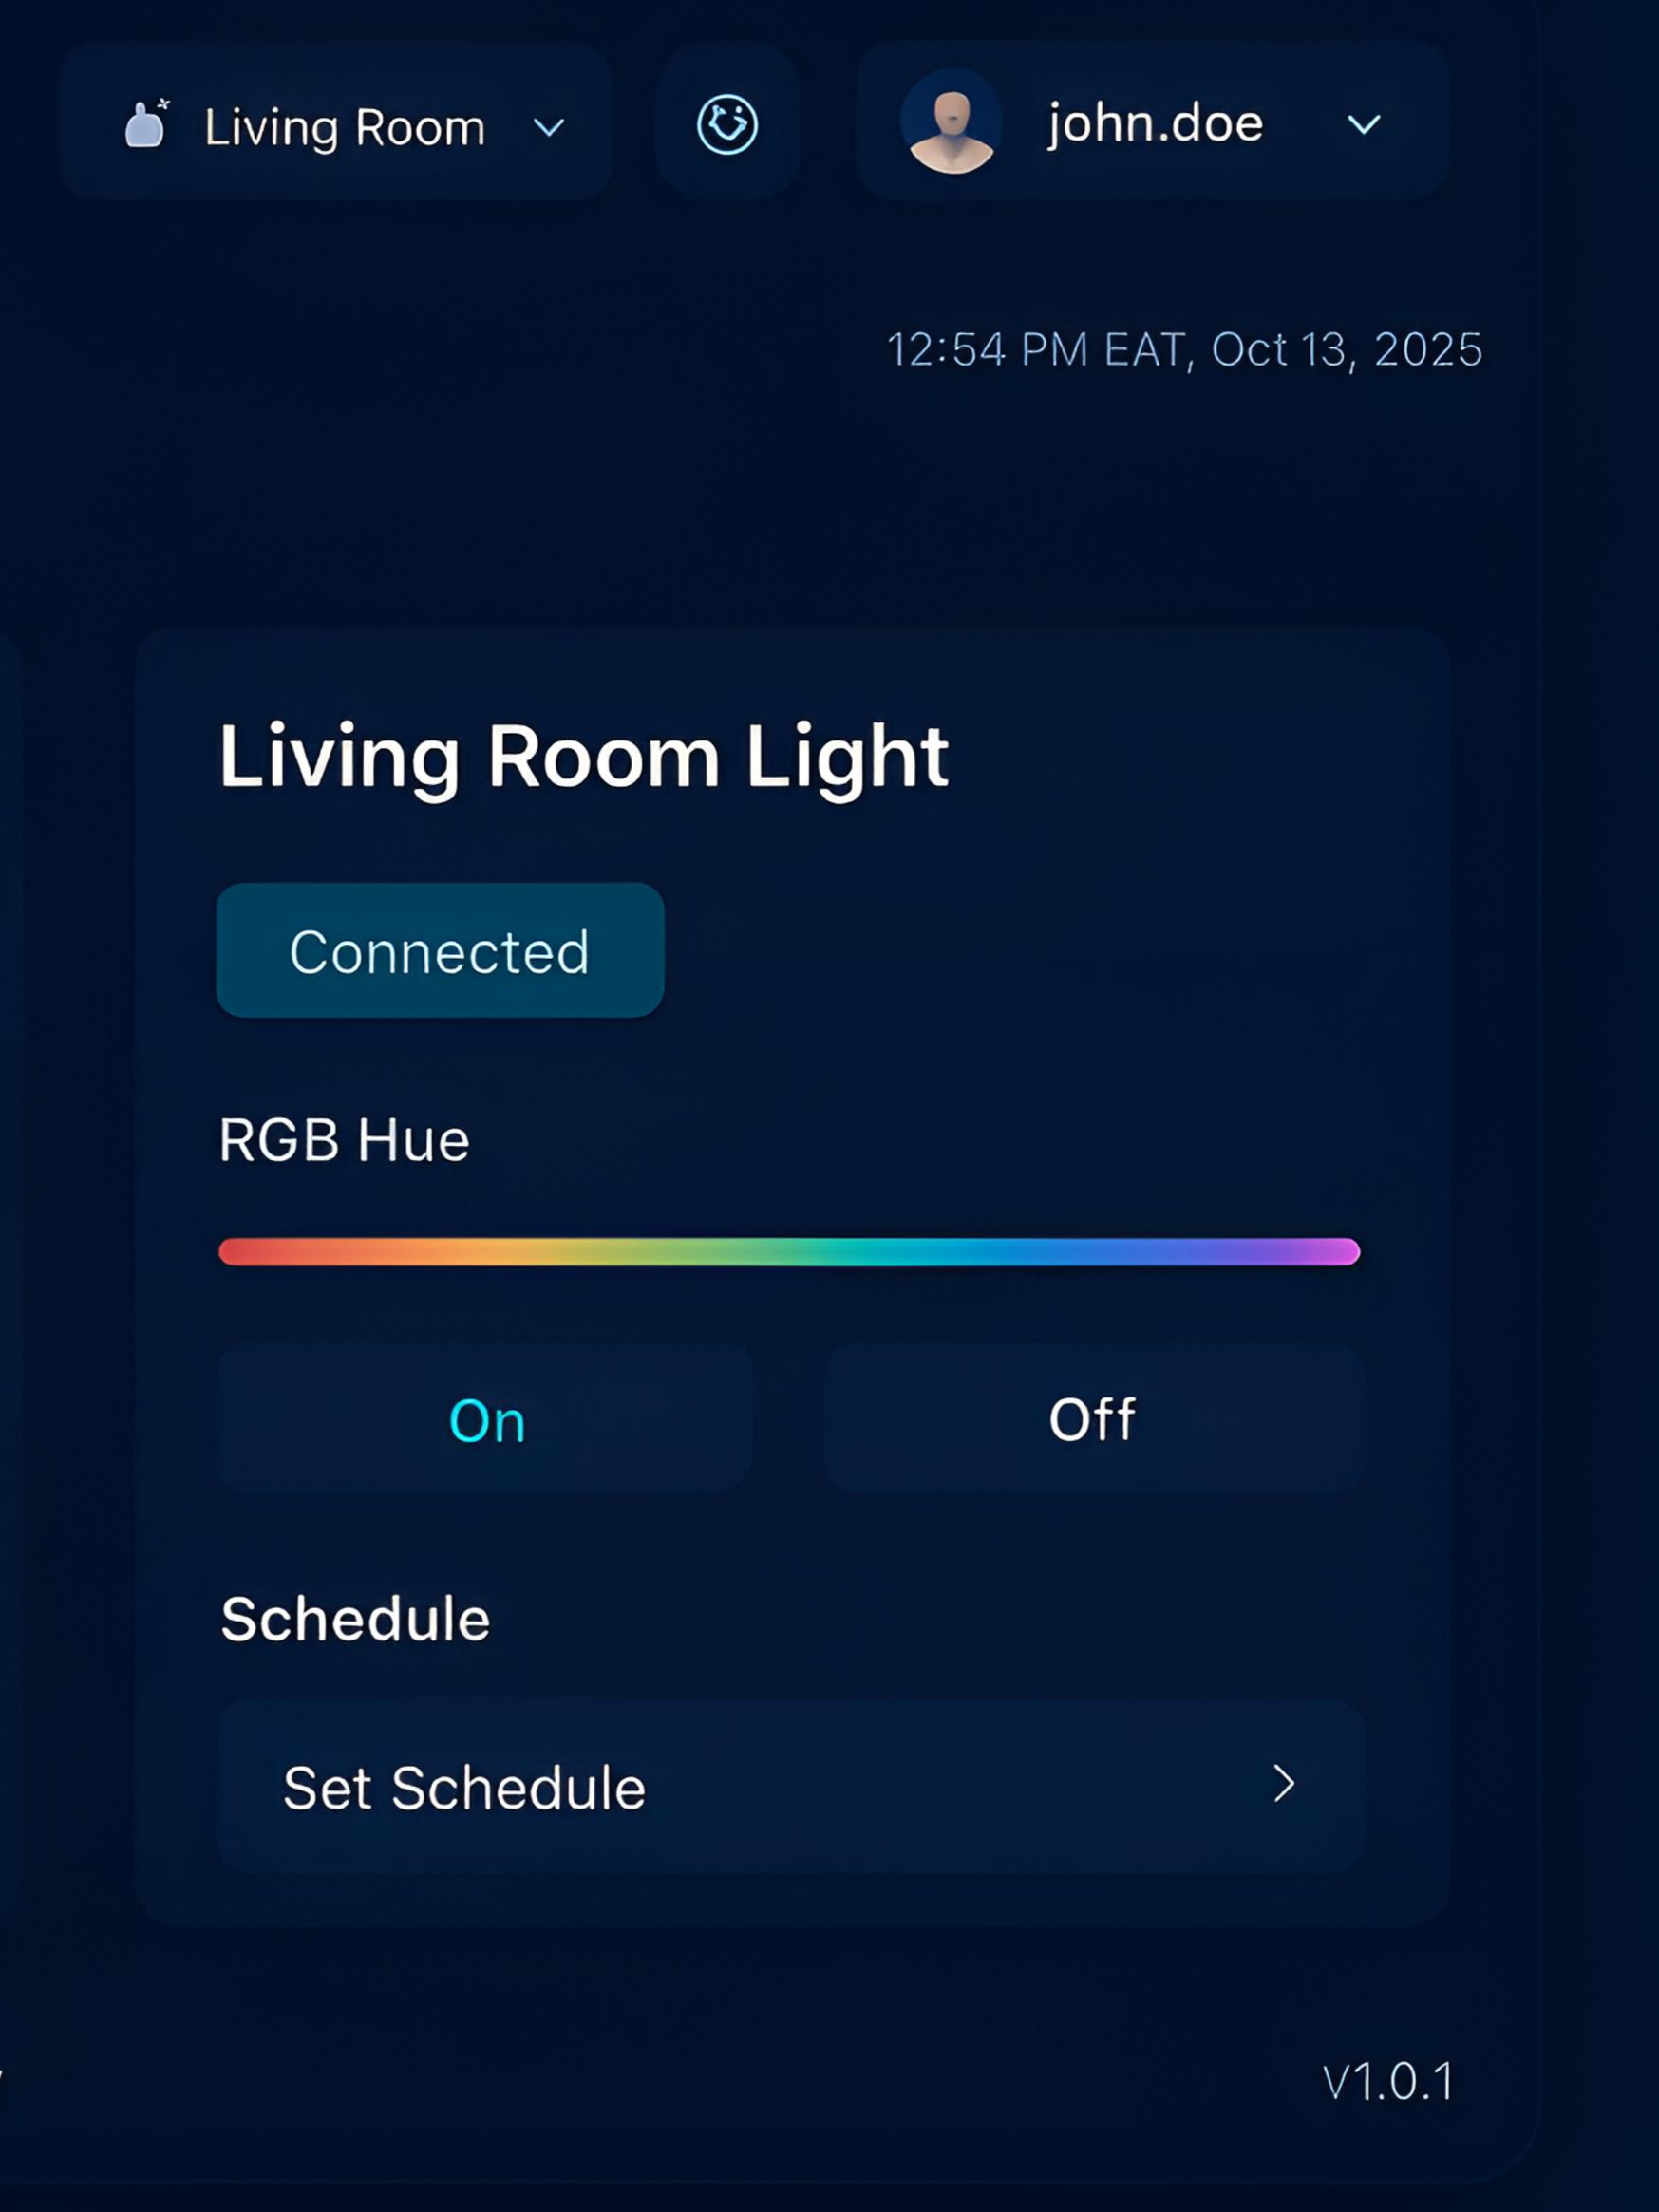 Living Room
john.doe
12:54 PM EAT, Oct 13, 2025
Living Room Light
Connected
RGB Hue
On
Off
Schedule
Set Schedule
V1.0.1